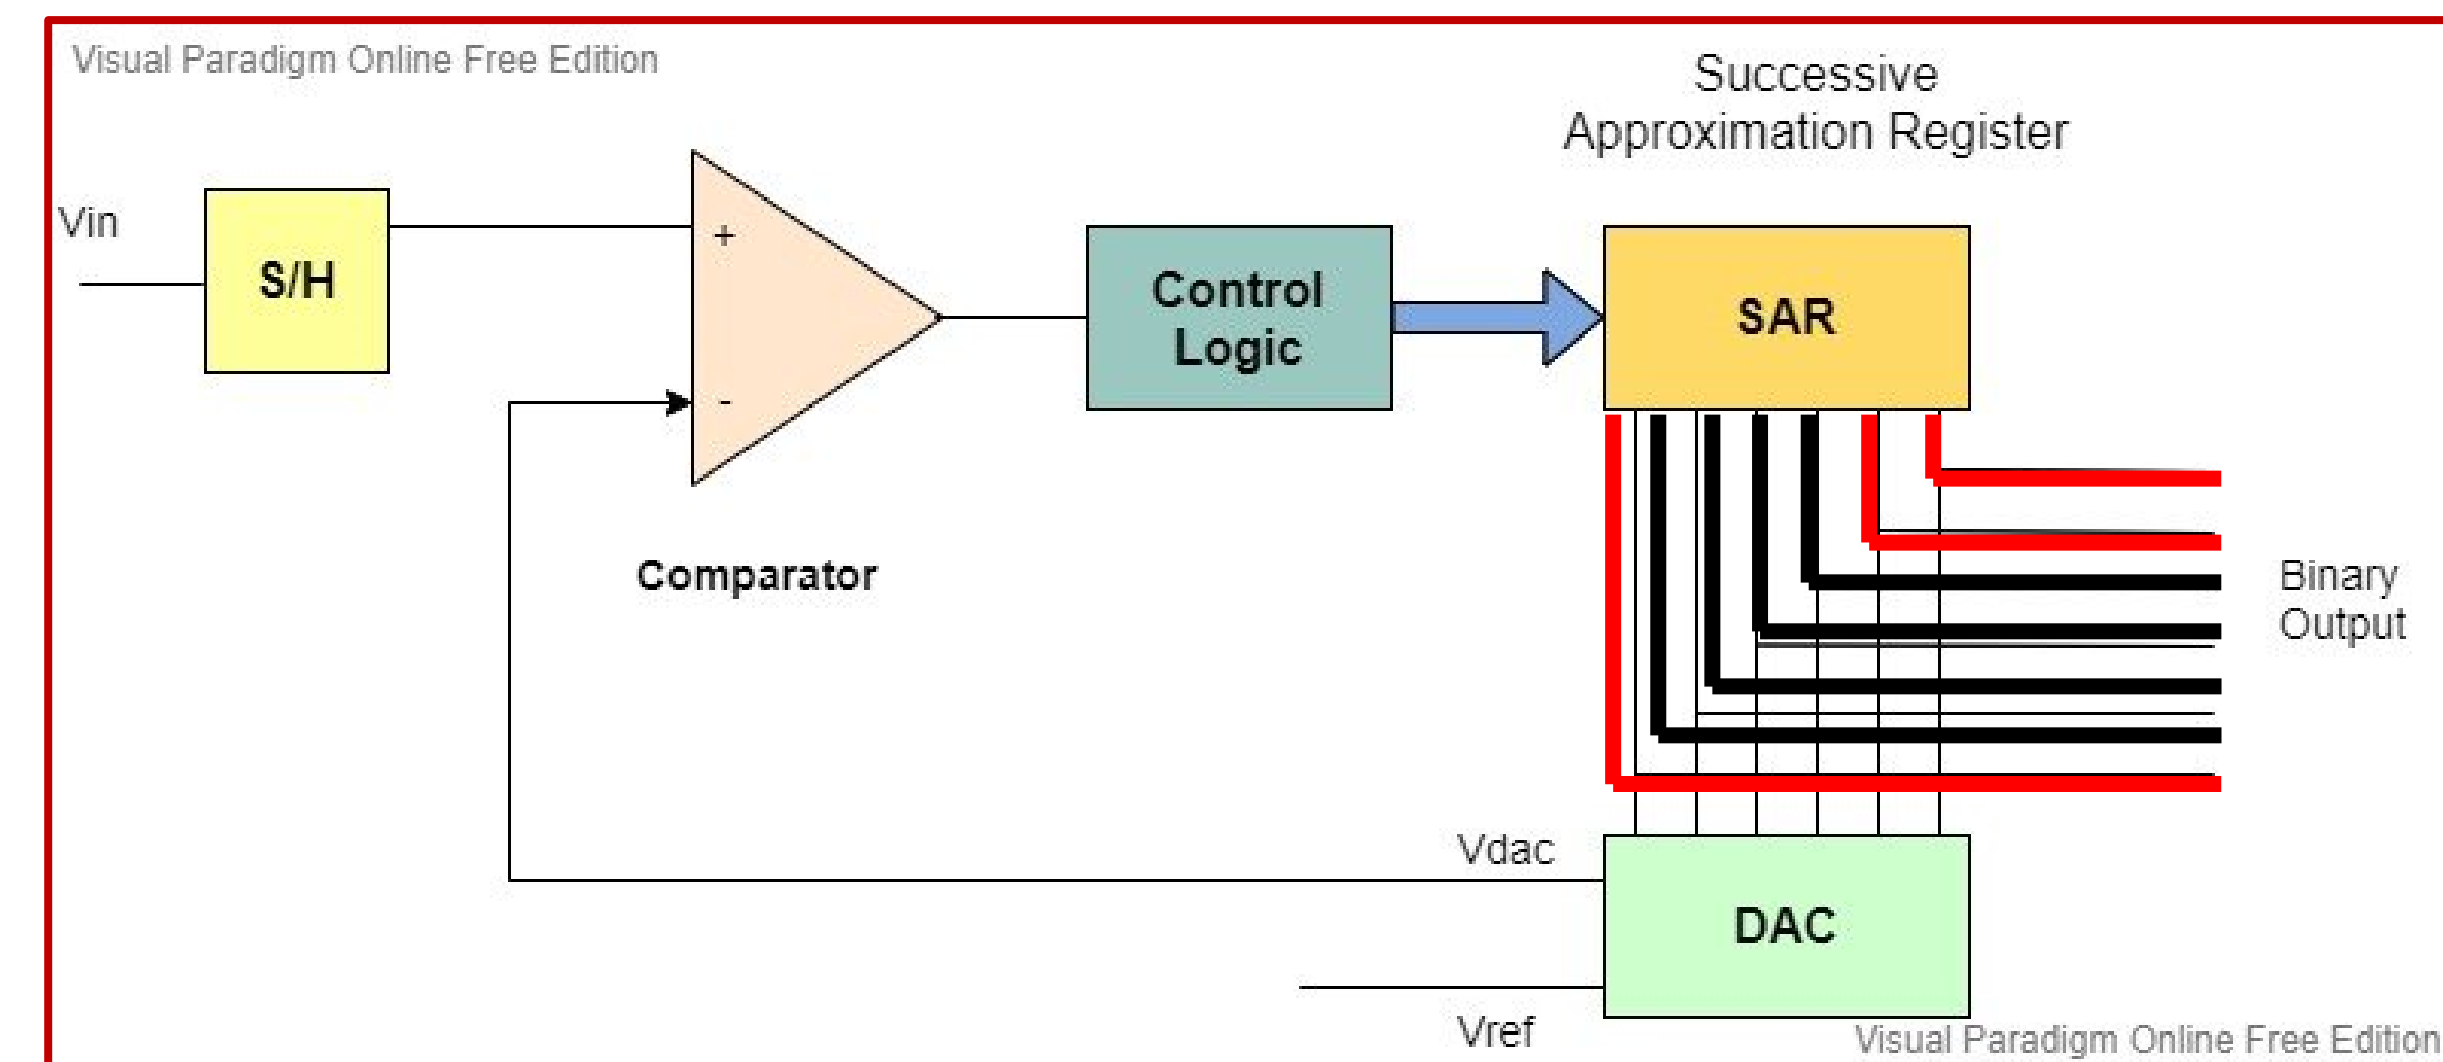 Visual Paradigm Online Free Edition
Successive
Approximation Register
Vin
S/H
+
-
Control
Logic
SAR
Comparator
Binary
Output
Vdac
DAC
Vref
Visual Paradigm Online Free Edition